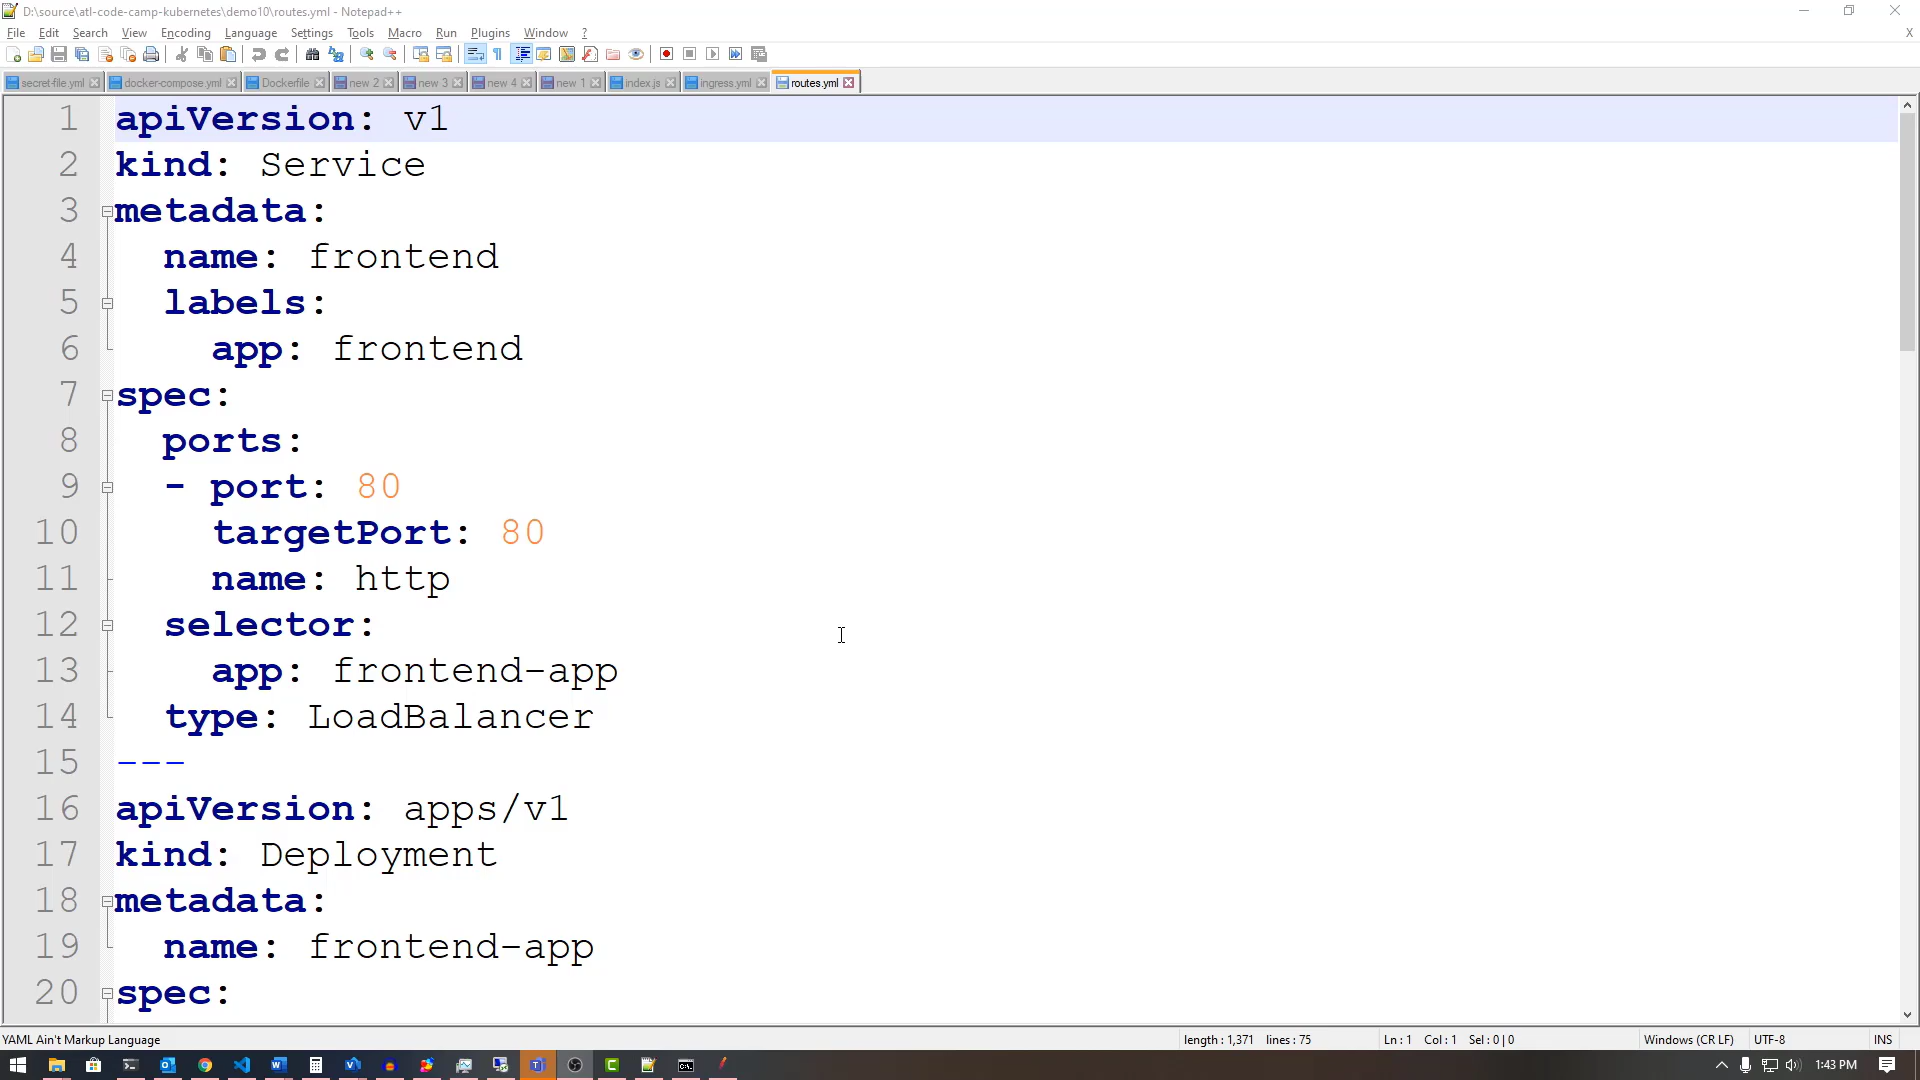 D:\source\atl-code-camp-kubernetes\demo10\routes.yml - Notepad++
File Edit Search View Encoding Language Settings Tools Macro Run Plugins Window ? X
secret-file.yml docker-compose.yml Dockerfile new 2 new 3 new 4 new 1 index.js ingress.yml routes.yml
1 apiVersion: v1
2 kind: Service
3 metadata:
4 name: frontend
5 labels:
6 app: frontend
7 spec:
8 ports:
9 - port: 80
10 targetPort: 80
11 name: http
12 selector:
13 app: frontend-app
14 type: LoadBalancer
15 ---
16 apiVersion: apps/v1
17 kind: Deployment
18 metadata:
19 name: frontend-app
20 spec:
YAML Ain't Markup Language length : 1,371 lines : 75 Ln : 1 Col : 1 Sel : 0 | 0 Windows (CR LF) UTF-8 INS
1:43 PM